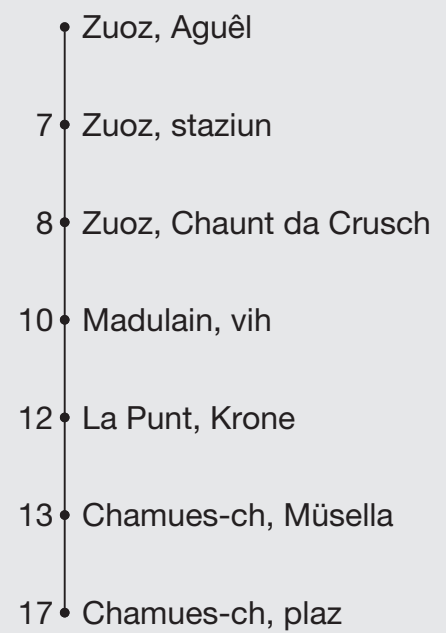 Zuoz, Aguêl
7 Zuoz, staziun
8 Zuoz, Chaunt da Crusch
10 Madulain, vih
12 La Punt, Krone
13 Chamues-ch, Müsella
17 Chamues-ch, plaz